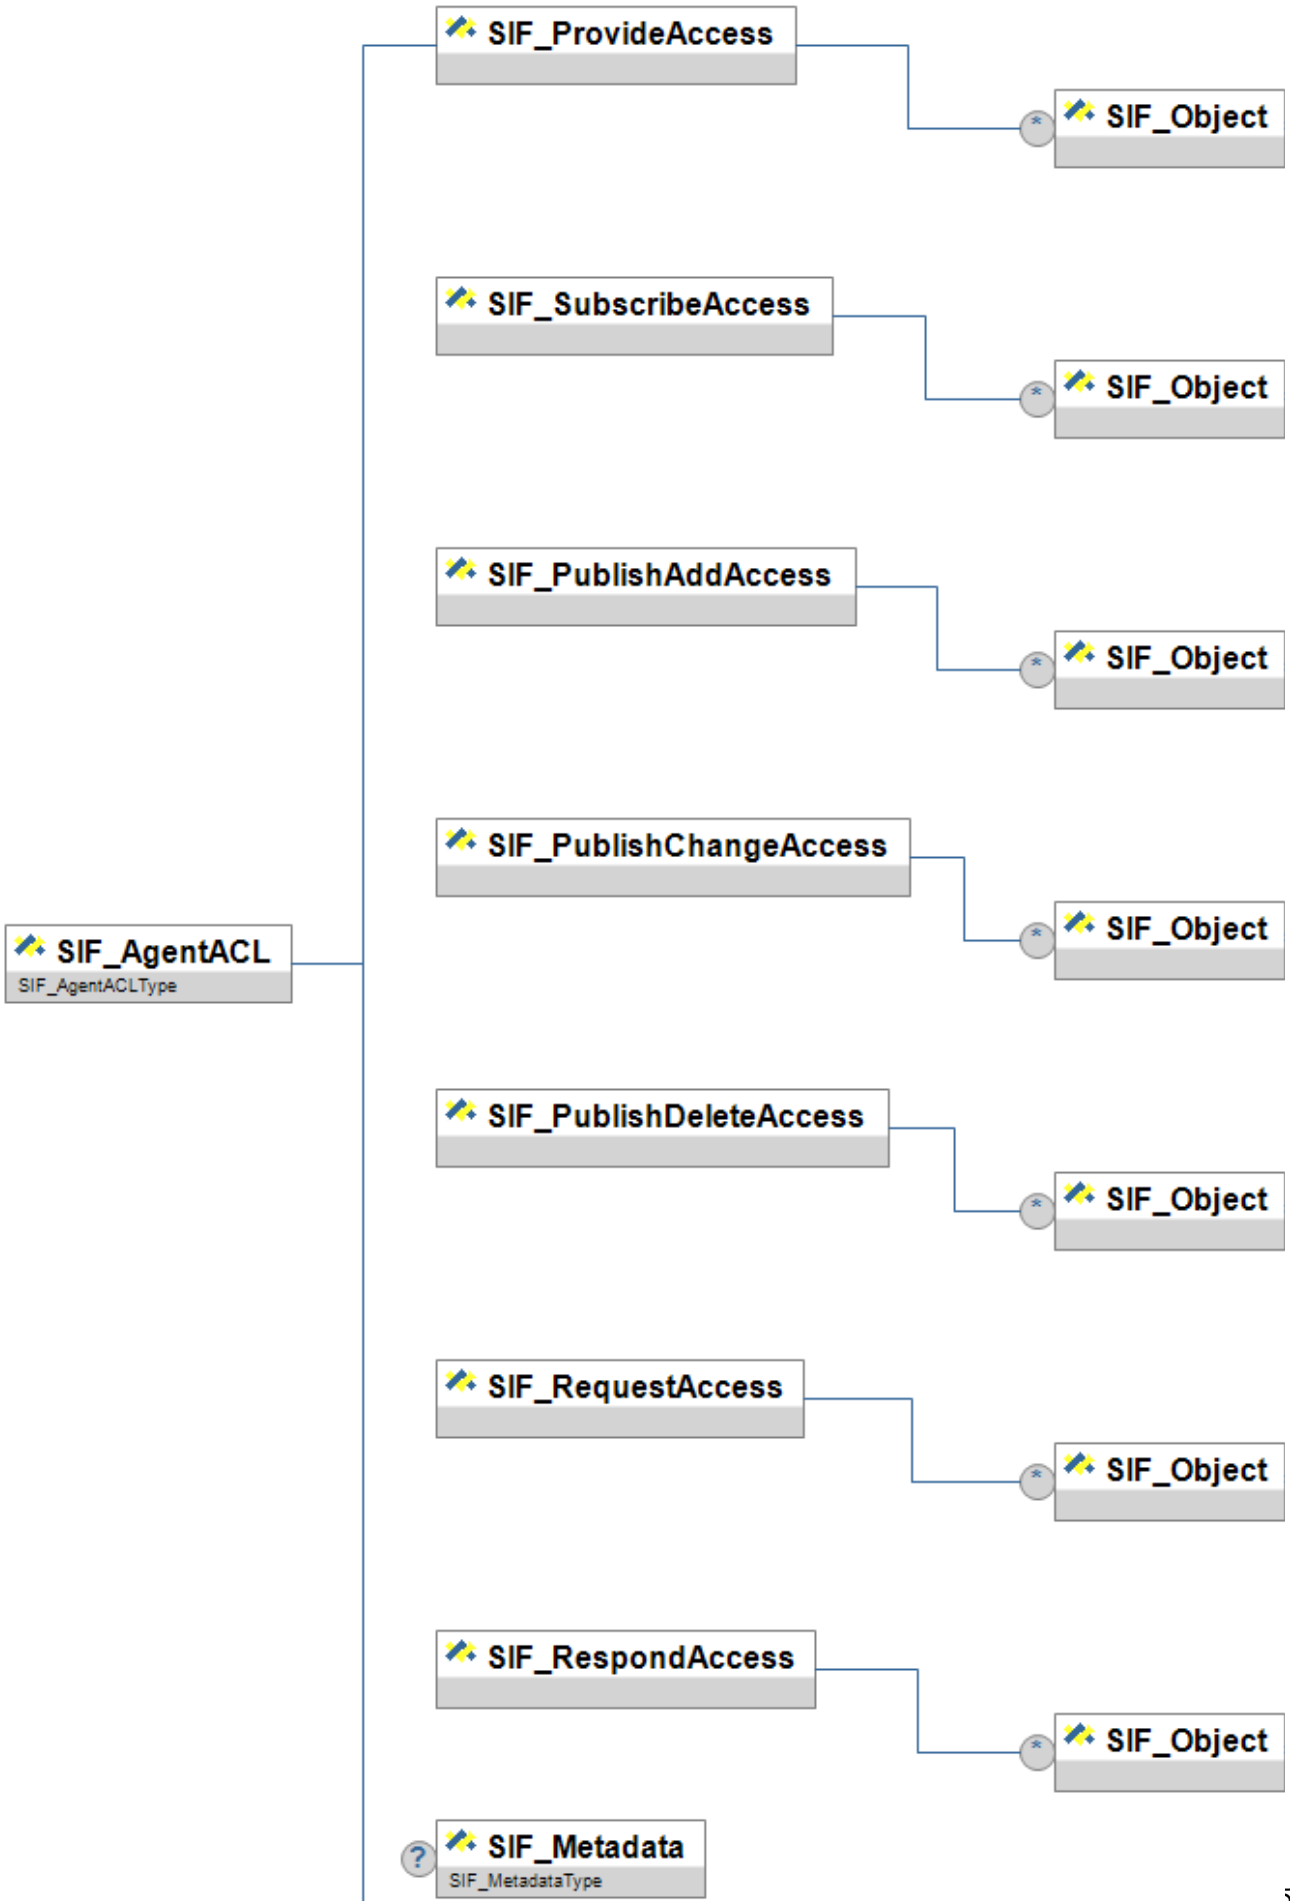 SIF_ProvideAccess
SIF_Object
SIF_SubscribeAccess
*
SIF_Object
SIF_PublishAddAccess
*
SIF_Object
SIF_PublishChangeAccess
*
SIF_Object
SIF_AgentACL
SIF_AgentACLType
SIF_PublishDeleteAccess
*
SIF_Object
SIF_RequestAccess
*
SIF_Object
SIF_RespondAccess
*
SIF_Object
?
SIF_Metadata
SIF_MetadataType